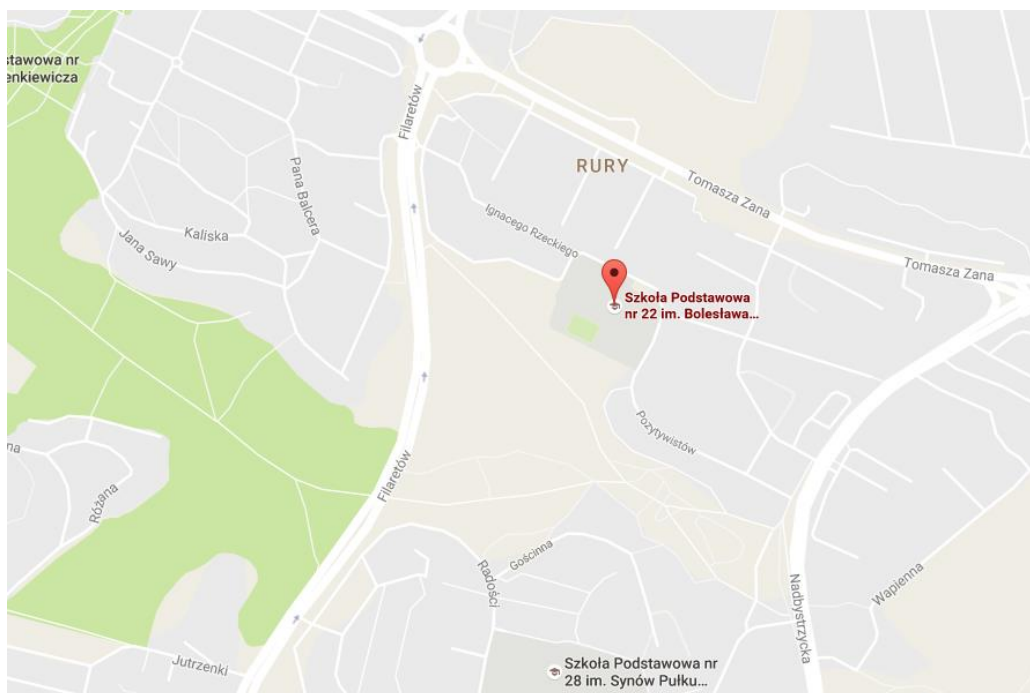 stawowa nr
enkiewicza
Filaretów
RURY
Tomasza Zana
Pana Balcera
Ignacego Rzeckiego
Kaliska
Jana Sawy
Tomasza Zana
Szkoła Podstawowa
nr 22 im. Bolesława...
Pozytywistów
na
Różana
Filaretów
Gościnna
Radości
Nadbystrzycka
Wapienna
Jutrzenki
Szkoła Podstawowa nr
28 im. Synów Pułku...